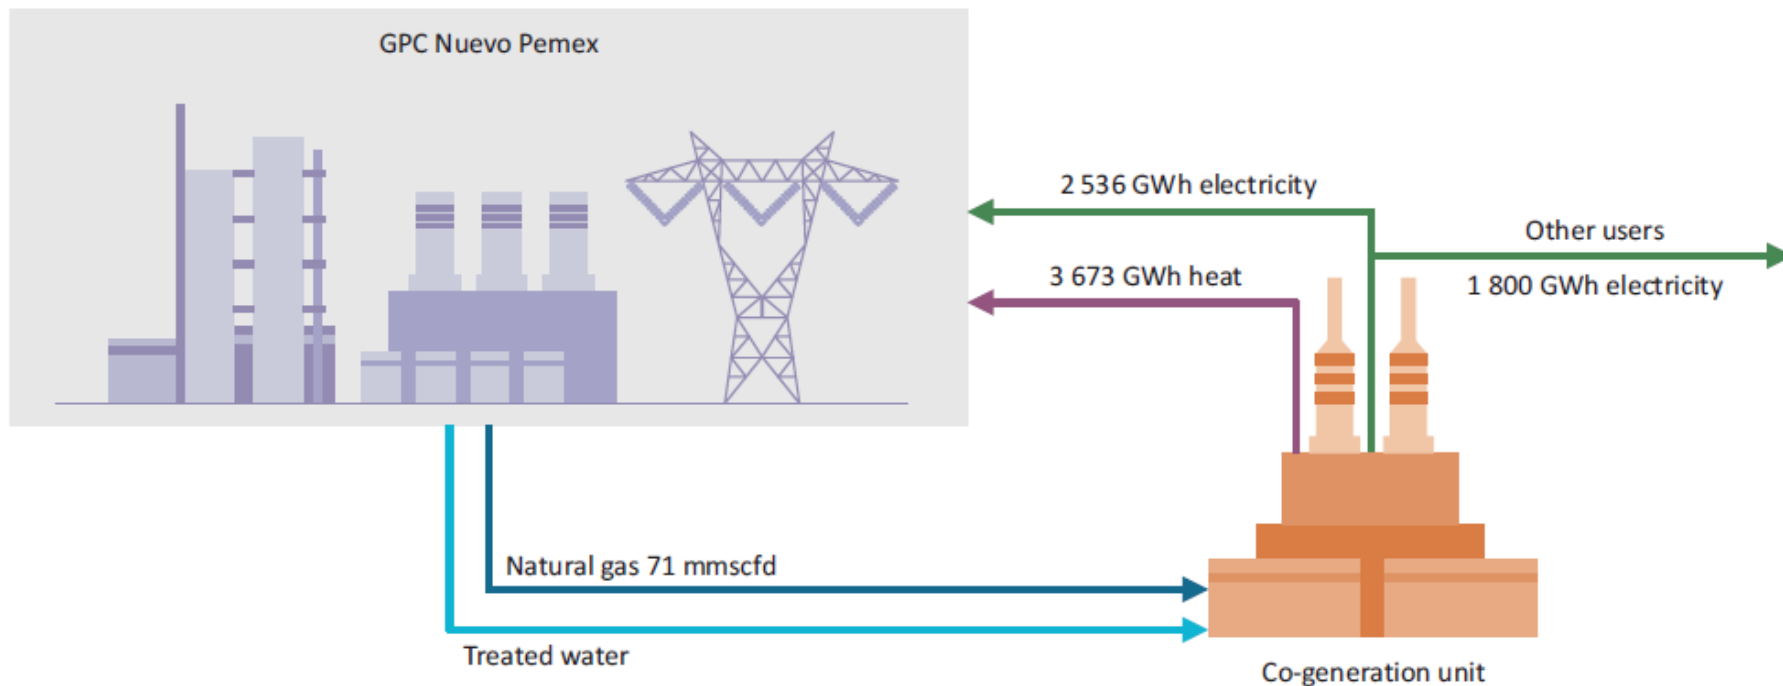 GPC Nuevo Pemex
2 536 GWh electricity
Other users
3 673 GWh heat
1 800 GWh electricity
Natural gas 71 mmscfd
Treated water
Co-generation unit